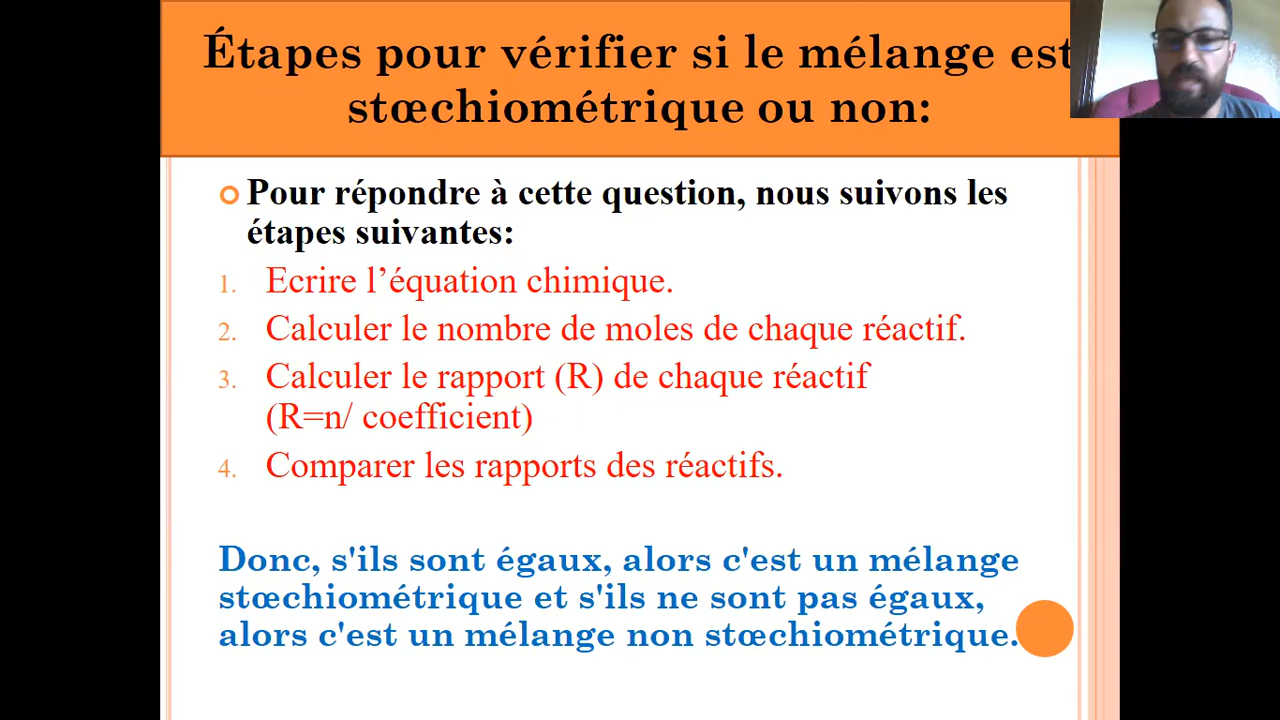 Étapes pour vérifier si le mélange est
stœchiométrique ou non:
Pour répondre à cette question, nous suivons les
étapes suivantes:
1. Ecrire l’équation chimique.
2. Calculer le nombre de moles de chaque réactif.
3. Calculer le rapport (R) de chaque réactif
(R=n/ coefficient)
4. Comparer les rapports des réactifs.
Donc, s'ils sont égaux, alors c'est un mélange
stœchiométrique et s'ils ne sont pas égaux,
alors c'est un mélange non stœchiométrique.